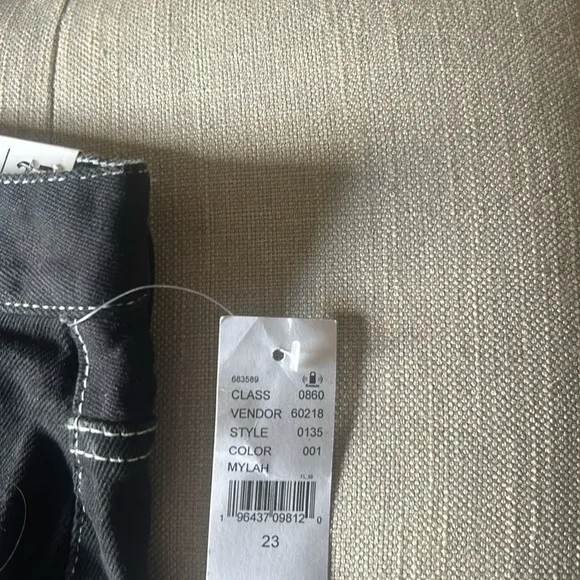 683589
CLASS 0860
VENDOR 60218
STYLE 0135
COLOR 001
MYLAH
1 96437 09812 0
23